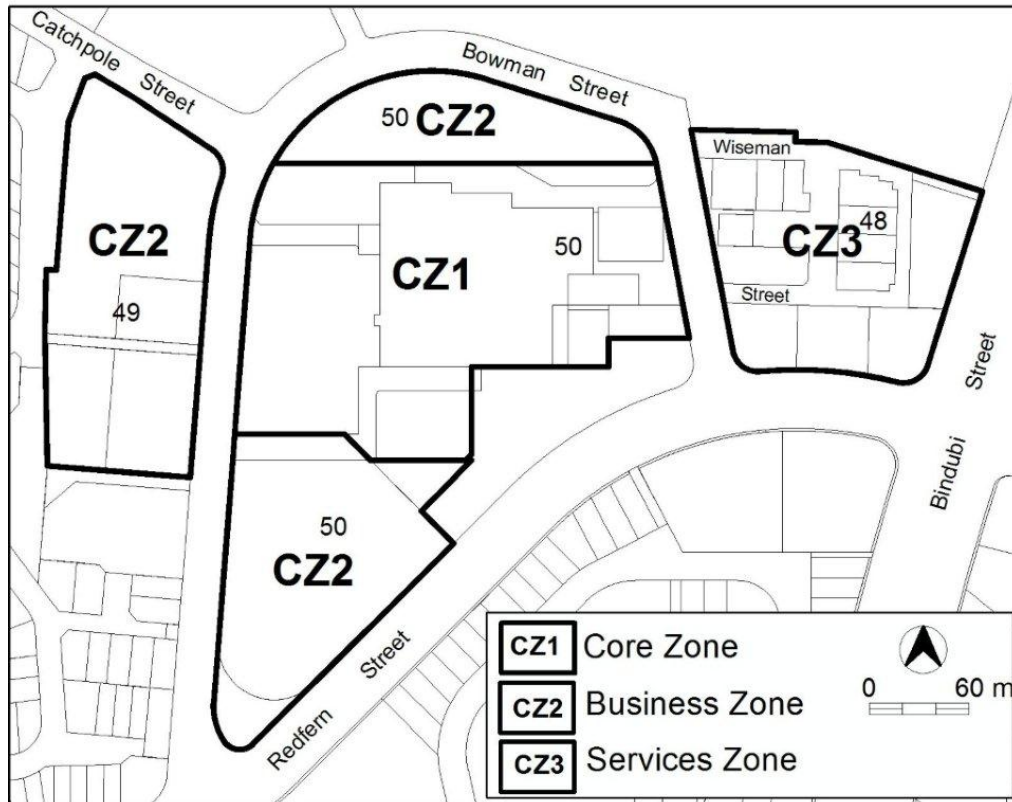 Catchpole Street
Bowman Street
50 CZ2
Wiseman
CZ2
50
48
CZ3
CZ1
Street
49
Street
Bindubi
50
CZ2
Redfern Street
CZ1 Core Zone
CZ2 Business Zone
CZ3 Services Zone
0 60 m